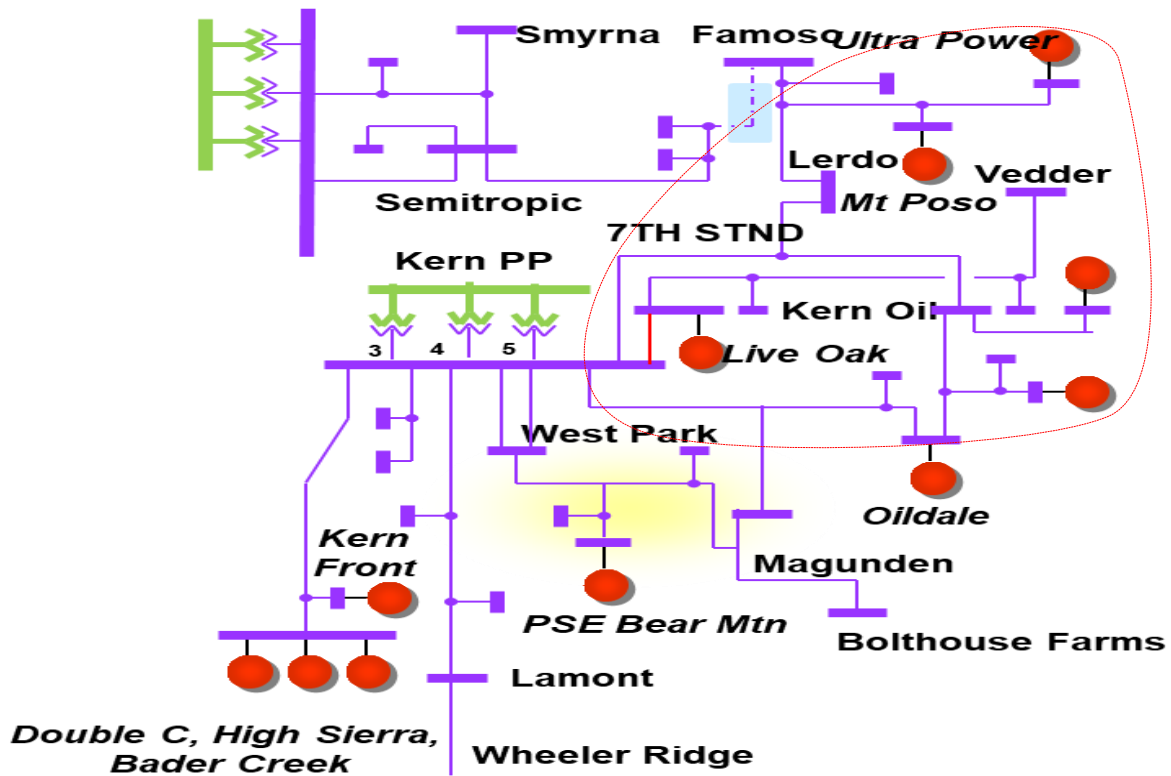 Smyrna
Famoso
Ultra Power
Lerdo
Vedder
Semitropic
Mt Poso
7TH STND
Kern PP
Kern Oil
3
4
5
Live Oak
West Park
Oildale
Kern
Front
Magunden
PSE Bear Mtn
Bolthouse Farms
Lamont
Double C, High Sierra,
Bader Creek
Wheeler Ridge